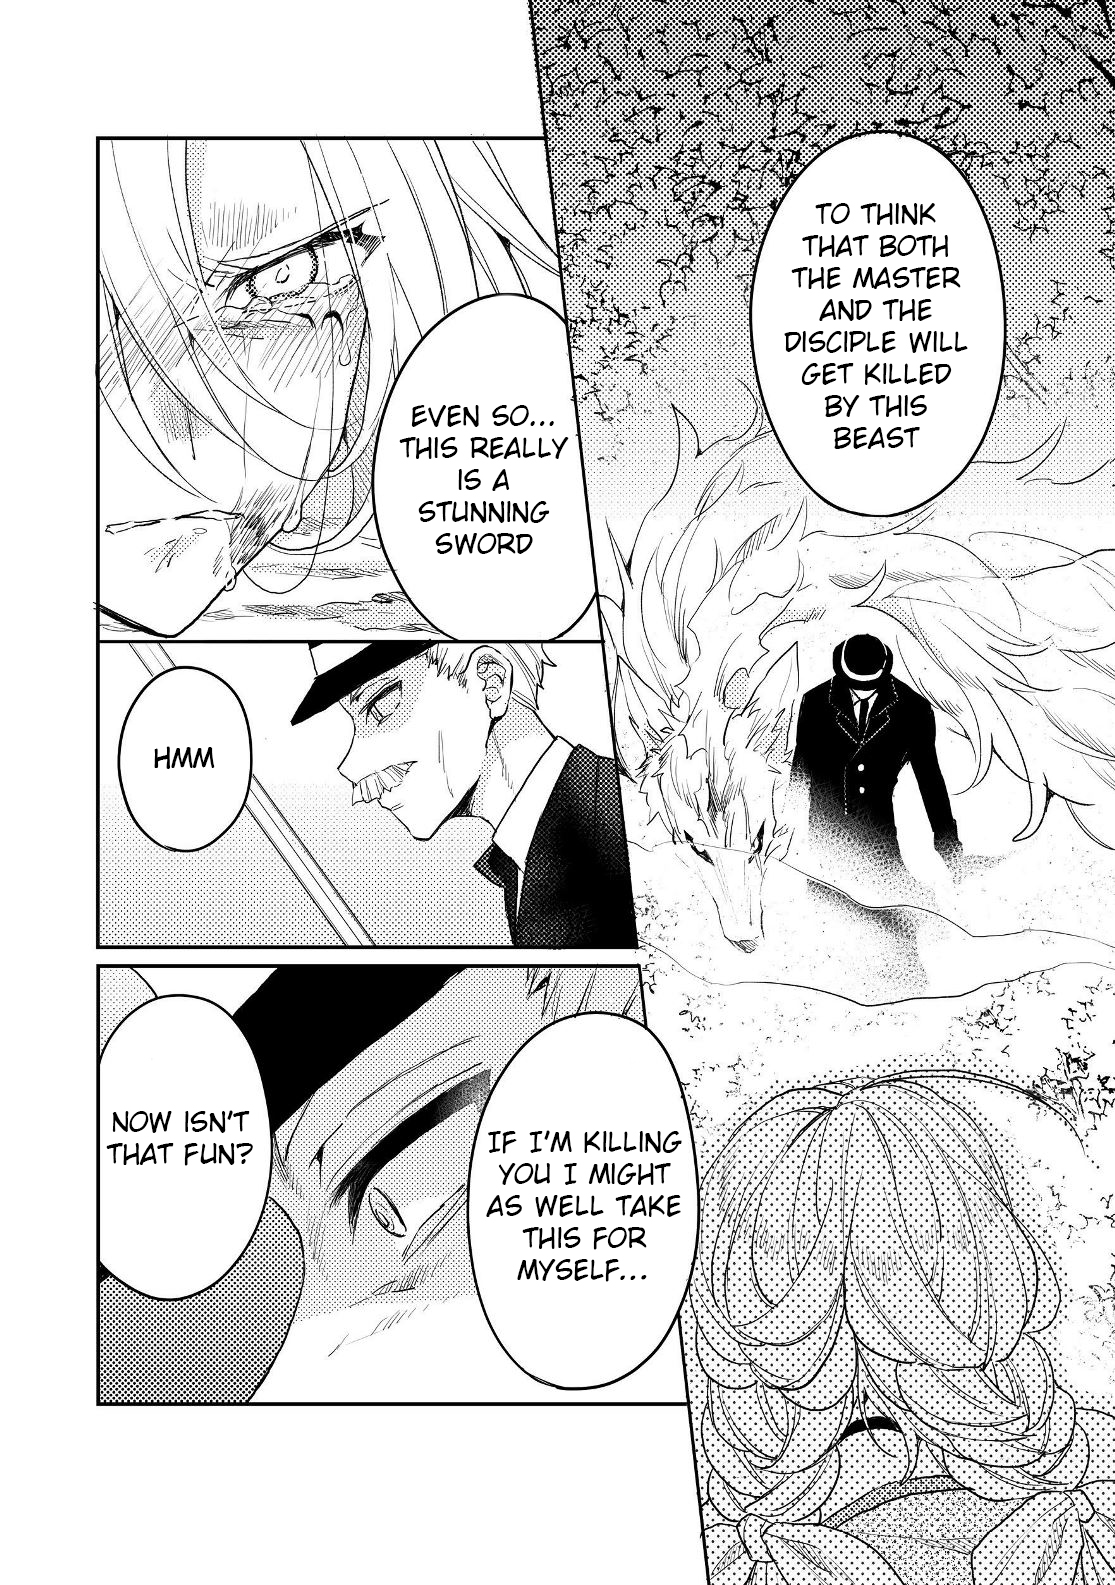 TO THINK
THAT BOTH
THE MASTER
AND THE
DISCIPLE WILL
GET KILLED
BY THIS
BEAST
EVEN SO...
THIS REALLY
IS A
STUNNING
SWORD
HMM
IF I'M KILLING
YOU I MIGHT
AS WELL TAKE
THIS FOR
MYSELF...
NOW ISN'T
THAT FUN?